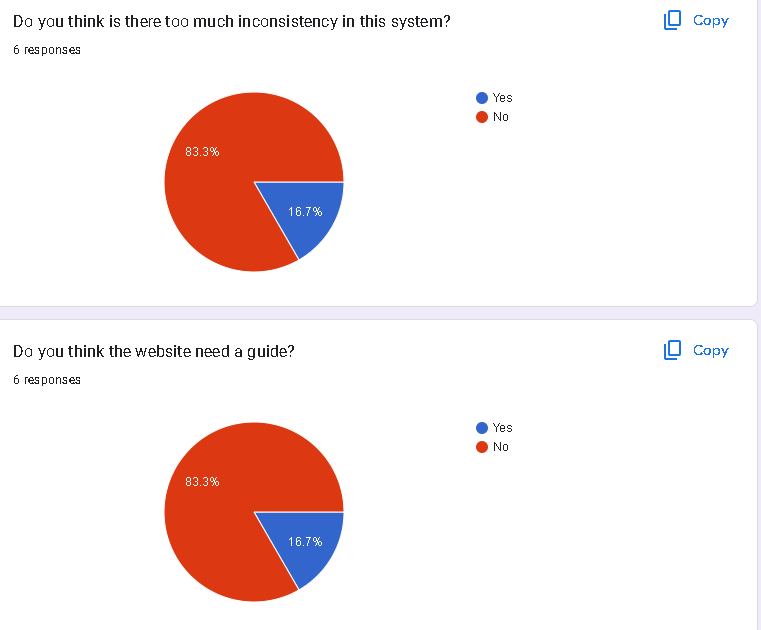 Do you think is there too much inconsistency in this system?
Copy
6 responses
Yes
No
83.3%
16.7%
Do you think the website need a guide?
Copy
6 responses
Yes
No
83.3%
16.7%